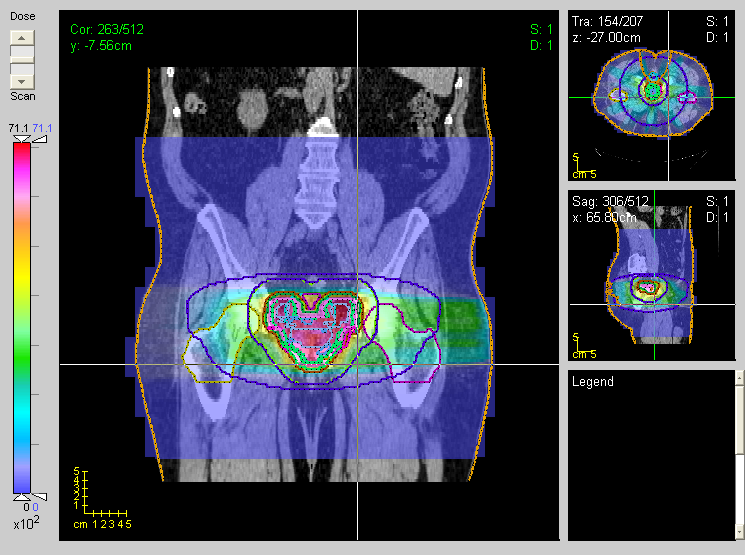 Dose
Scan
71.1 71.1
0 0
x10²
Cor: 263/512
y: -7.56cm
S: 1
D: 1
5
4
3
2
1
cm 1 2 3 4 5
Tra: 154/207
z: -27.00cm
S: 1
D: 1
5
cm 5
Sag: 306/512
x: 65.80cm
S: 1
D: 1
5
cm 5
Legend